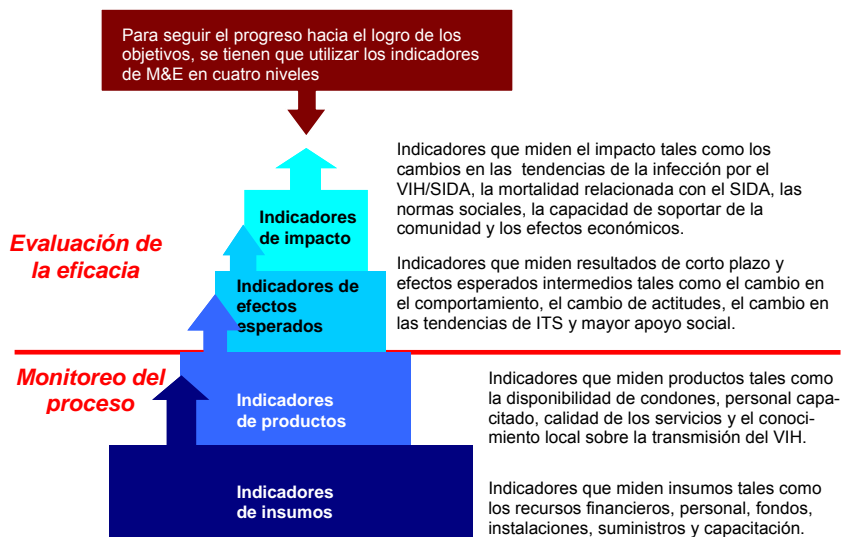 Para seguir el progreso hacia el logro de los
objetivos, se tienen que utilizar los indicadores
de M&E en cuatro niveles
Indicadores que miden el impacto tales como los
cambios en las tendencias de la infección por el
VIH/SIDA, la mortalidad relacionada con el SIDA, las
normas sociales, la capacidad de soportar de la
comunidad y los efectos económicos.
Indicadores
de impacto
Evaluación de
la eficacia
Indicadores que miden resultados de corto plazo y
efectos esperados intermedios tales como el cambio en
el comportamiento, el cambio de actitudes, el cambio en
las tendencias de ITS y mayor apoyo social.
Indicadores de
efectos
esperados
Monitoreo del
proceso
Indicadores que miden productos tales como
la disponibilidad de condones, personal capa-
citado, calidad de los servicios y el conoci-
miento local sobre la transmisión del VIH.
Indicadores
de productos
Indicadores
de insumos
Indicadores que miden insumos tales como
los recursos financieros, personal, fondos,
instalaciones, suministros y capacitación.